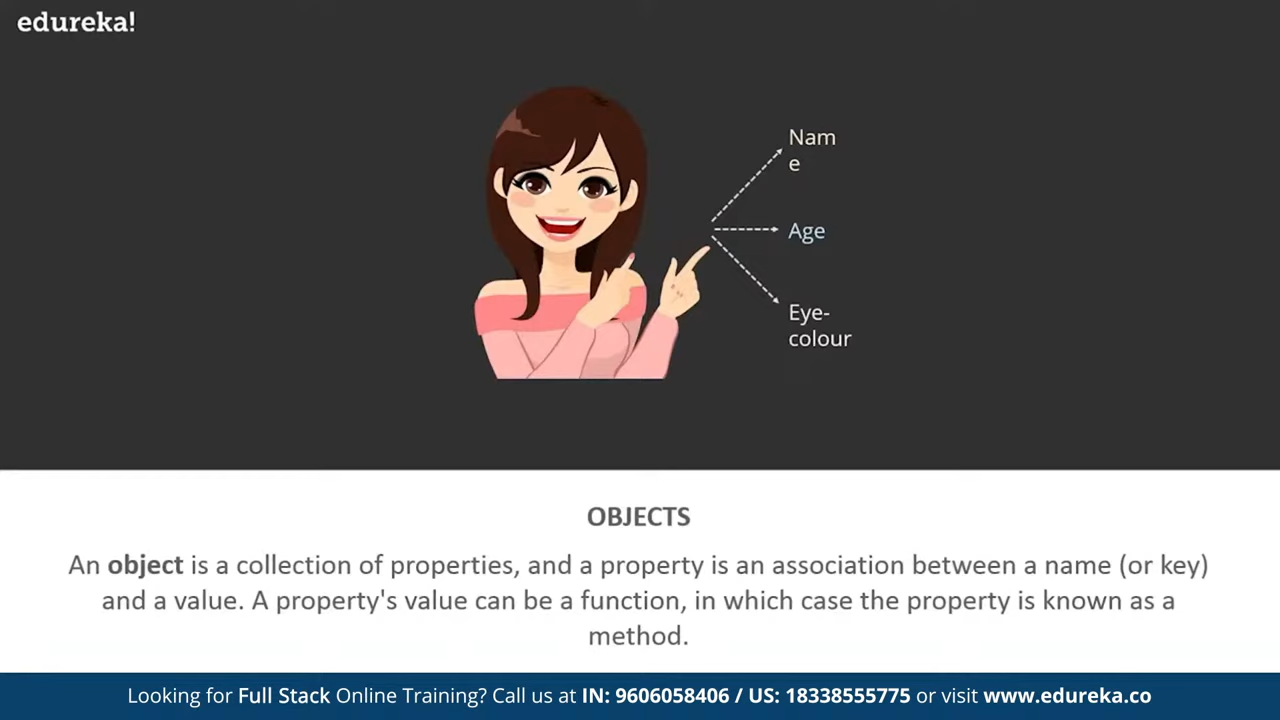 edureka!
Nam
e
Age
Eye-
colour
OBJECTS
An object is a collection of properties, and a property is an association between a name (or key)
and a value. A property's value can be a function, in which case the property is known as a
method.
Looking for Full Stack Online Training? Call us at IN: 9606058406 / US: 18338555775 or visit www.edureka.co